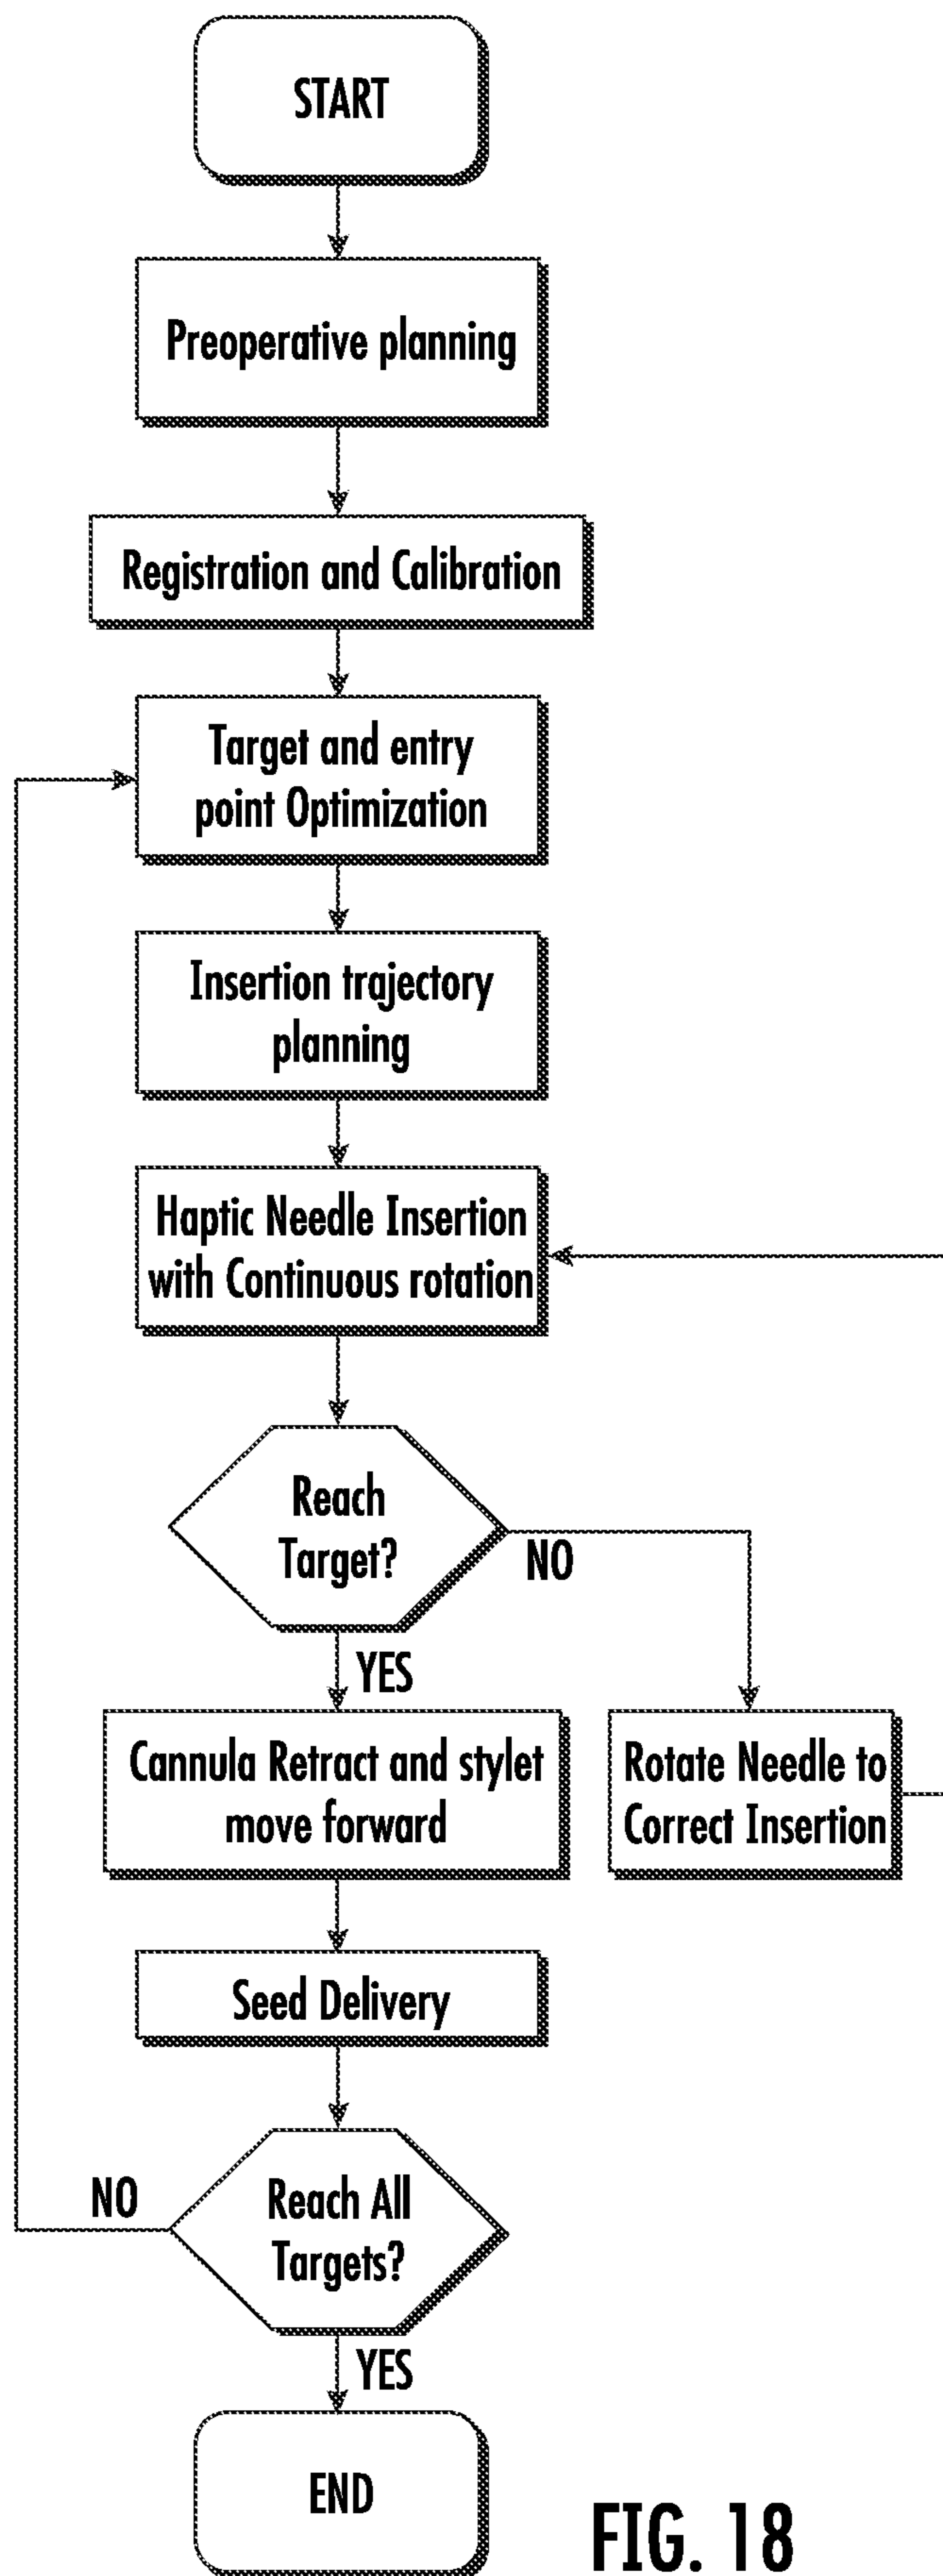 START
Preoperative planning
Registration and Calibration
Target and entry
point Optimization
Insertion trajectory
planning
Haptic Needle Insertion
with Continuous rotation
Reach
Target?
NO
YES
Cannula Retract and stylet
move forward
Rotate Needle to
Correct Insertion
Seed Delivery
NO
Reach All
Targets?
YES
END
FIG. 18